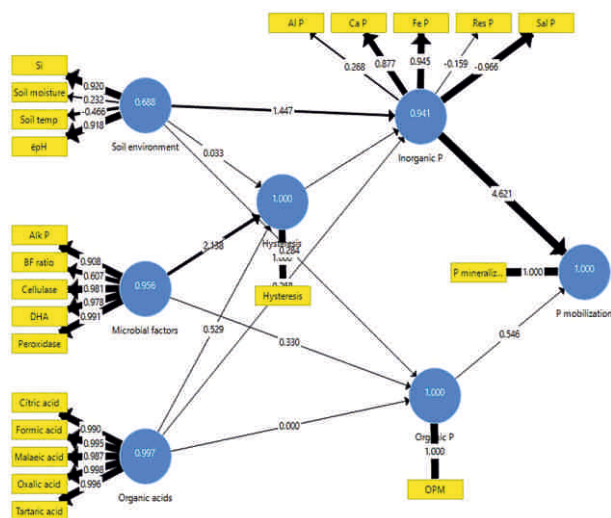 Al P
Ca P
Fe P
Res P
Sal P
0.268
0.877
0.945
-0.159
-0.966
Si
Soil moisture
Soil temp
épH
0.920
0.232
-0.466
0.918
0.688
Soil environment
1.447
0.941
Inorganic P
0.033
1.000
Hysteresis
0.284
1.000
Hysteresis
2.138
4.621
Alk P
BF ratio
Cellulase
DHA
Peroxidase
0.908
0.607
0.981
0.978
0.991
0.956
Microbial factors
P mineraliz...
1.000
1.000
P mobilization
0.529
0.330
0.546
1.000
Organic P
0.000
1.000
OPM
Citric acid
Formic acid
Malaeic acid
Oxalic acid
Tartaric acid
0.990
0.995
0.987
0.998
0.996
0.997
Organic acids